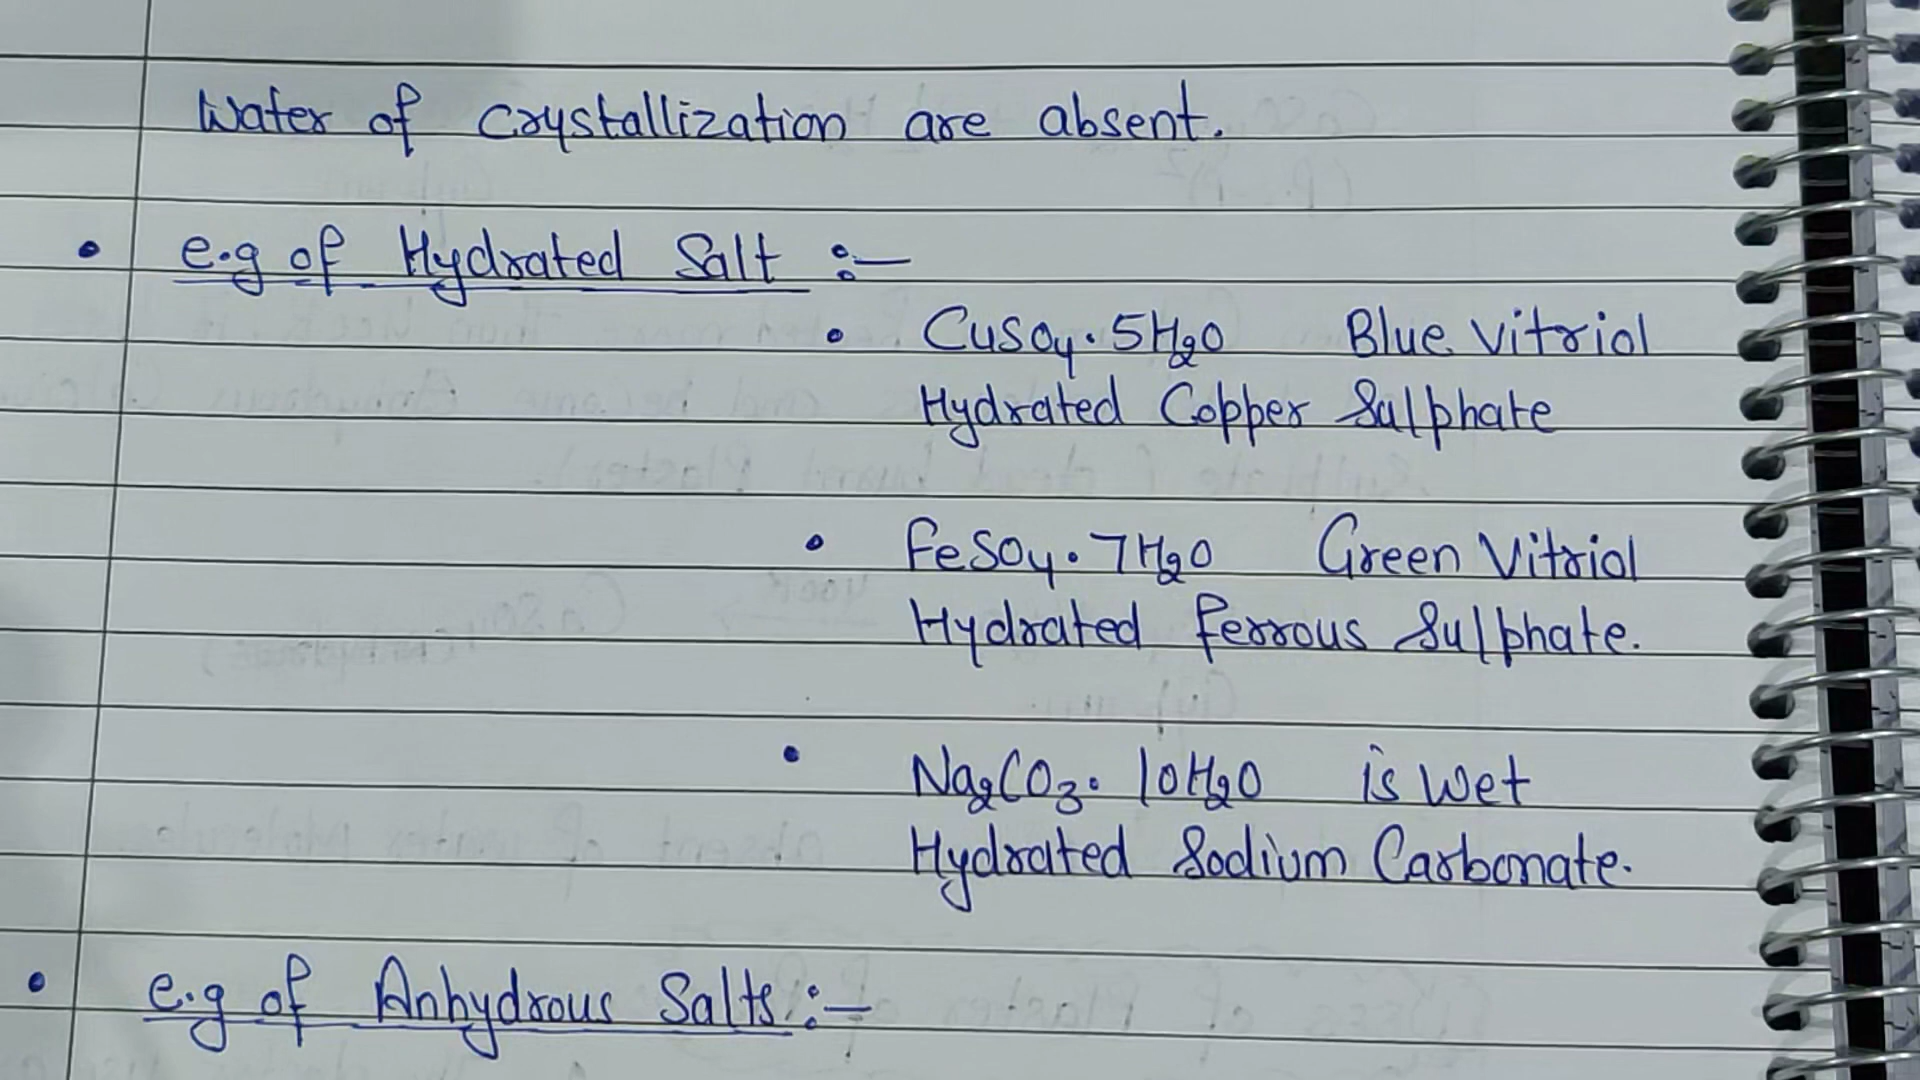 Water of crystallization are absent.
• e.g of Hydrated Salt :-
• CuSO4·5H2O Blue Vitriol
Hydrated Copper Sulphate
• FeSO4·7H2O Green Vitriol
Hydrated Ferrous Sulphate.
• Na2CO3·10H2O is wet
Hydrated Sodium Carbonate.
• e.g of Anhydrous Salts :-